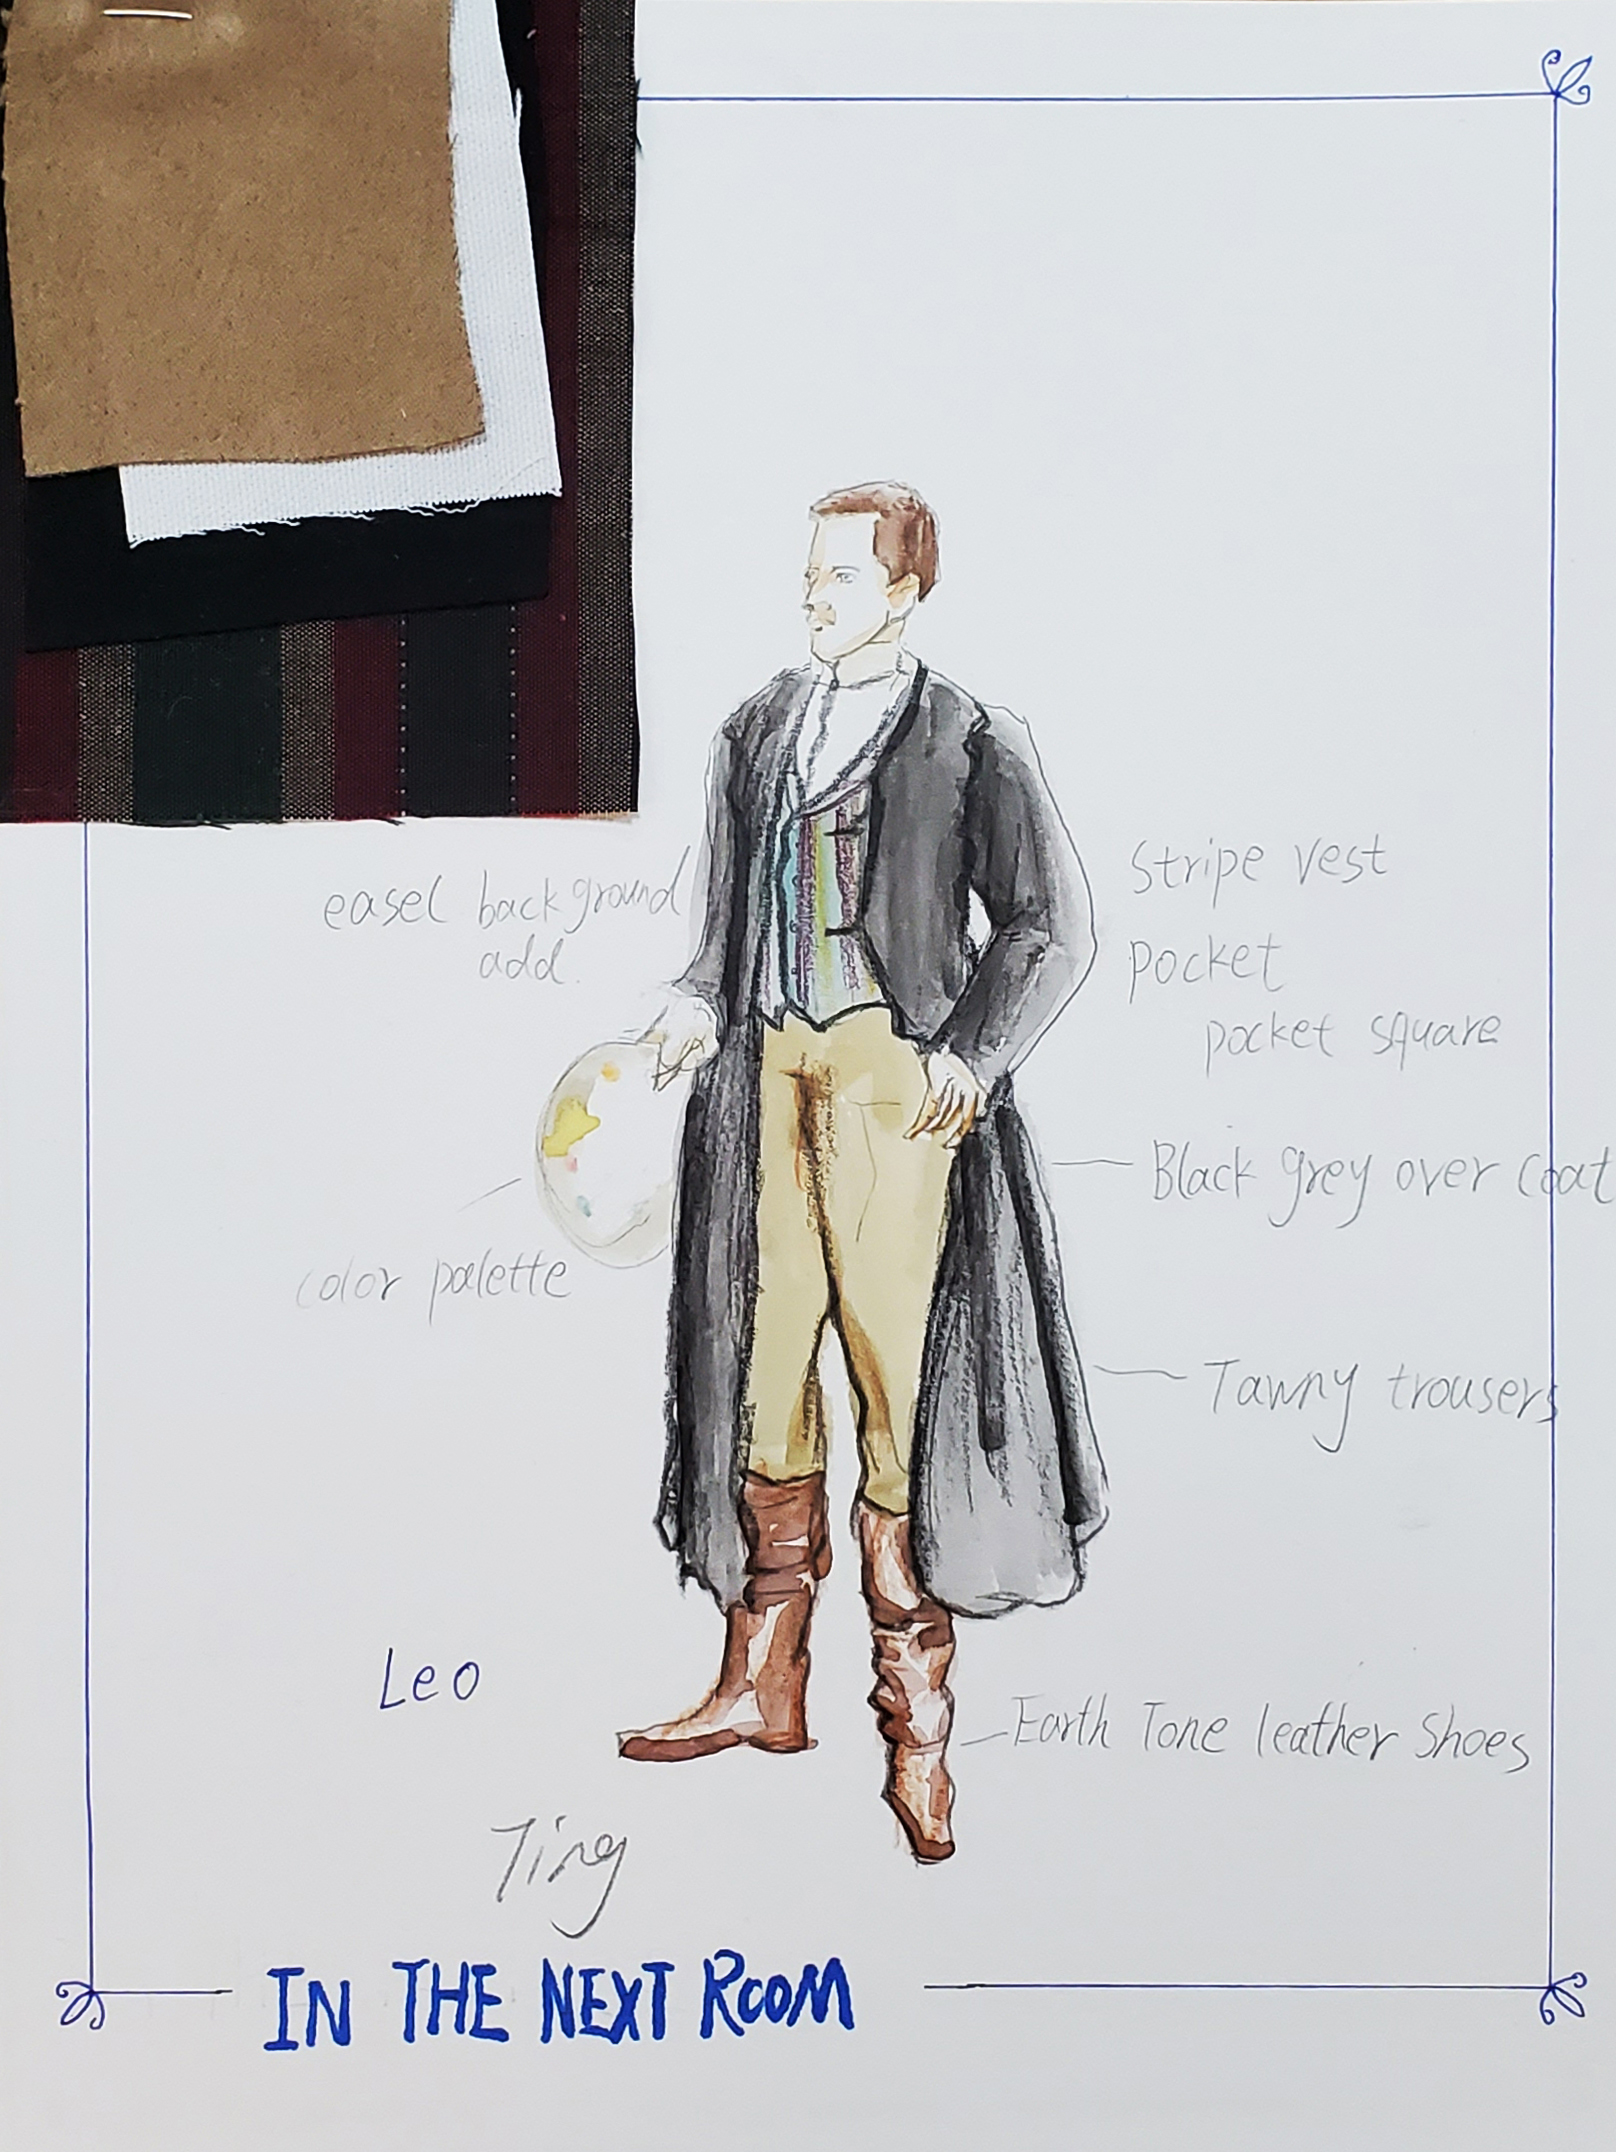 easel background
add.
Stripe vest
pocket
pocket square
Black grey over coat
color palette
Tawny trousers
Leo
Earth Tone leather shoes
Ting
IN THE NEXT ROOM